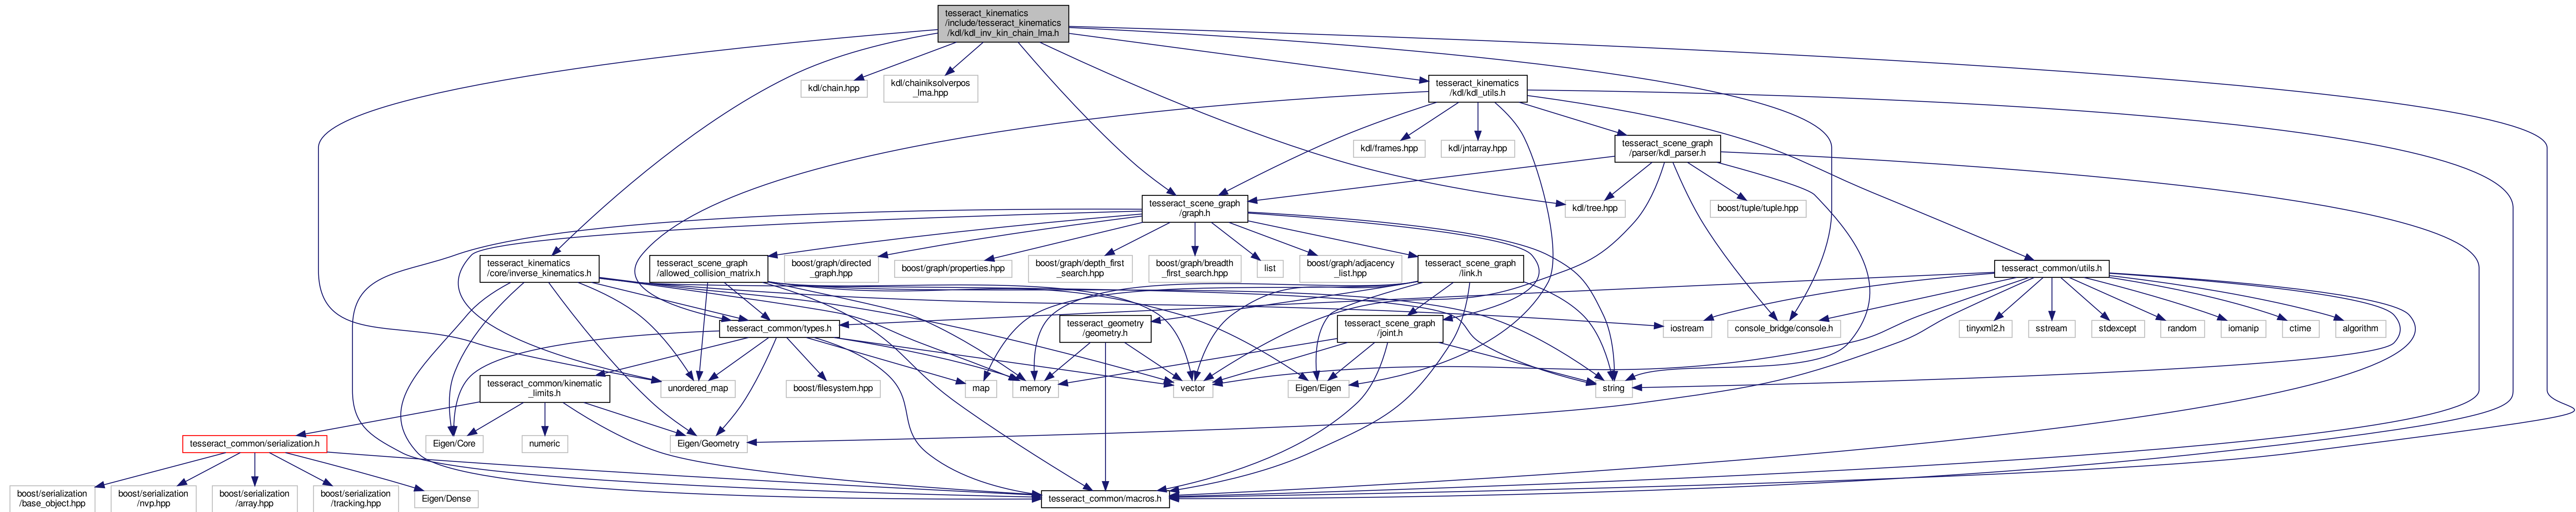 tesseract_kinematics
/include/tesseract_kinematics
/kdl/kdl_inv_kin_chain_lma.h
kdl/chain.hpp
kdl/chainiksolverpos
_lma.hpp
tesseract_kinematics
/kdl/kdl_utils.h
kdl/frames.hpp
kdl/jntarray.hpp
tesseract_scene_graph
/parser/kdl_parser.h
tesseract_scene_graph
/graph.h
kdl/tree.hpp
boost/tuple/tuple.hpp
tesseract_kinematics
/core/inverse_kinematics.h
tesseract_scene_graph
/allowed_collision_matrix.h
boost/graph/directed
_graph.hpp
boost/graph/properties.hpp
boost/graph/depth_first
_search.hpp
boost/graph/breadth
_first_search.hpp
list
boost/graph/adjacency
_list.hpp
tesseract_scene_graph
/link.h
tesseract_common/utils.h
tesseract_common/types.h
tesseract_geometry
/geometry.h
tesseract_scene_graph
/joint.h
iostream
console_bridge/console.h
tinyxml2.h
sstream
stdexcept
random
iomanip
ctime
algorithm
tesseract_common/kinematic
_limits.h
unordered_map
boost/filesystem.hpp
map
memory
vector
Eigen/Eigen
string
tesseract_common/serialization.h
Eigen/Core
numeric
Eigen/Geometry
boost/serialization
/base_object.hpp
boost/serialization
/nvp.hpp
boost/serialization
/array.hpp
boost/serialization
/tracking.hpp
Eigen/Dense
tesseract_common/macros.h